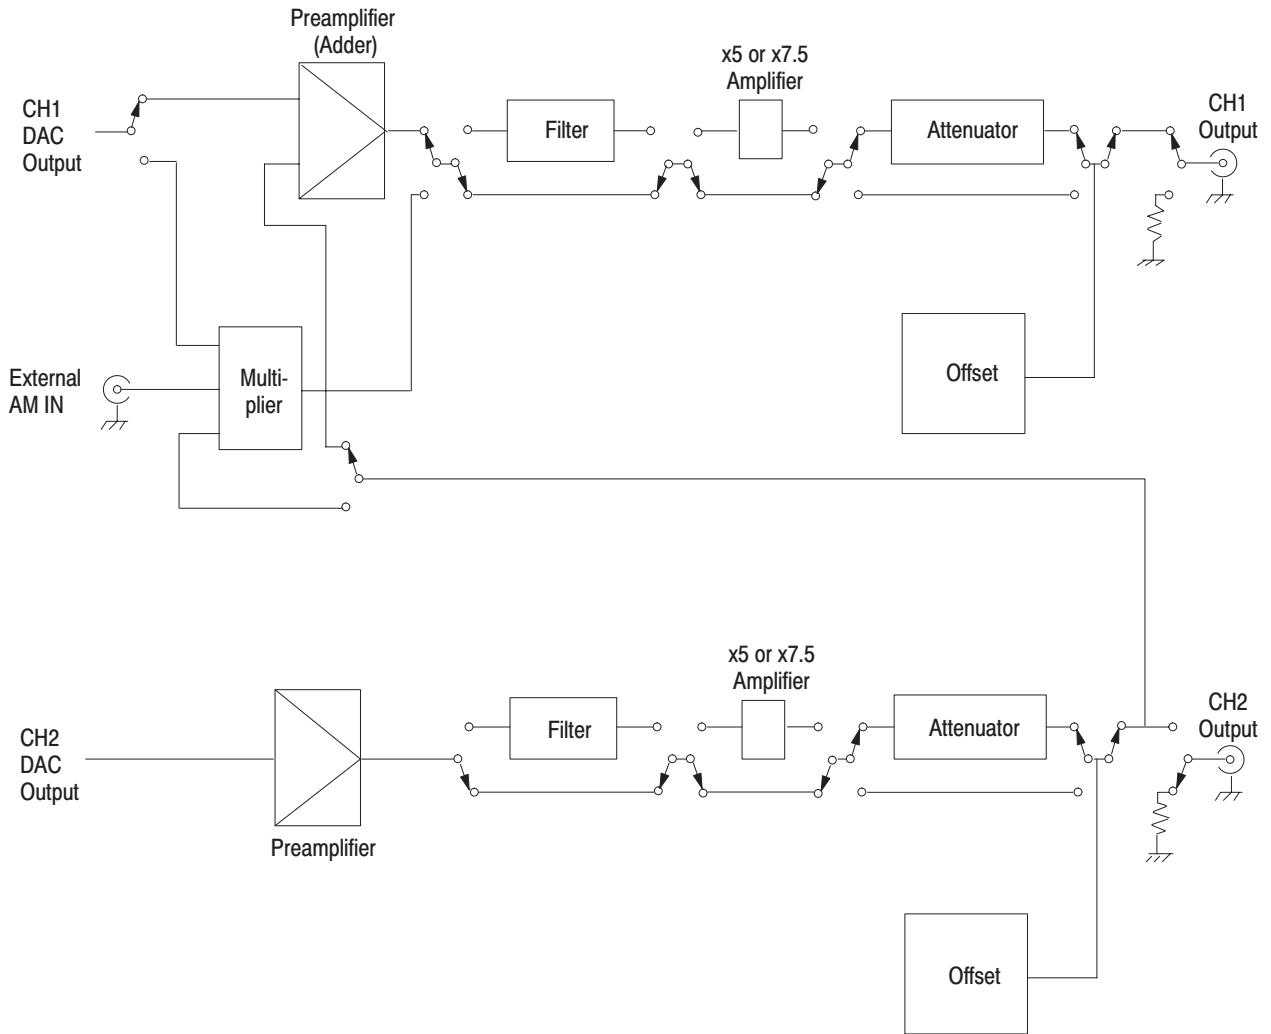 Preamplifier
(Adder)
x5 or x7.5
Amplifier
CH1
DAC
Output
Filter
Attenuator
CH1
Output
Offset
External
AM IN
Multi-
plier
x5 or x7.5
Amplifier
CH2
DAC
Output
Filter
Attenuator
CH2
Output
Preamplifier
Offset